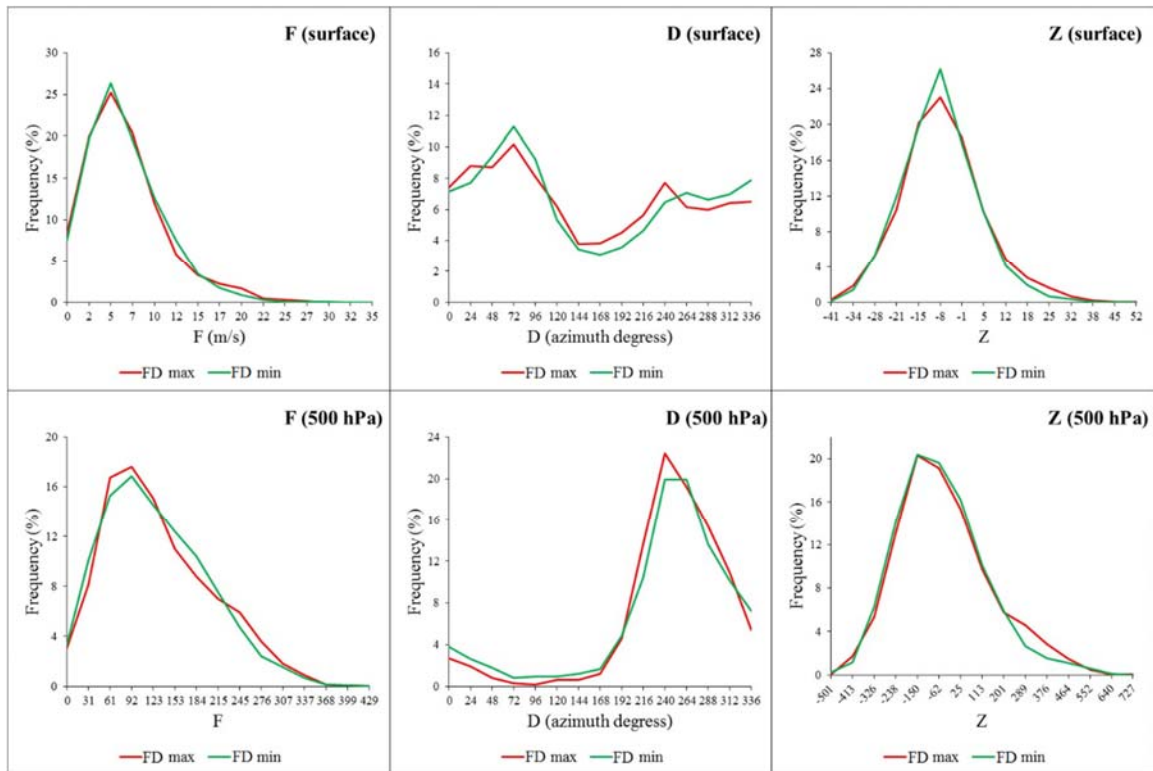 F (surface)
Frequency (%)
30
25
20
15
10
5
0
0 2 5 7 10 12 15 17 20 22 25 27 30 32 35
F (m/s)
FD max FD min
D (surface)
Frequency (%)
16
14
12
10
8
6
4
2
0
0 24 48 72 96 120 144 168 192 216 240 264 288 312 336
D (azimuth degress)
FD max FD min
Z (surface)
Frequency (%)
28
24
20
16
12
8
4
0
-41 -34 -28 -21 -15 -8 -1 5 12 18 25 32 38 45 52
Z
FD max FD min
F (500 hPa)
Frequency (%)
20
16
12
8
4
0
0 31 61 92 123 153 184 215 245 276 307 337 368 399 429
F
FD max FD min
D (500 hPa)
Frequency (%)
24
20
16
12
8
4
0
0 24 48 72 96 120 144 168 192 216 240 264 288 312 336
D (azimuth degress)
FD max FD min
Z (500 hPa)
Frequency (%)
20
16
12
8
4
0
-501 -413 -326 -238 -150 -62 25 113 201 289 376 464 552 640 727
Z
FD max FD min